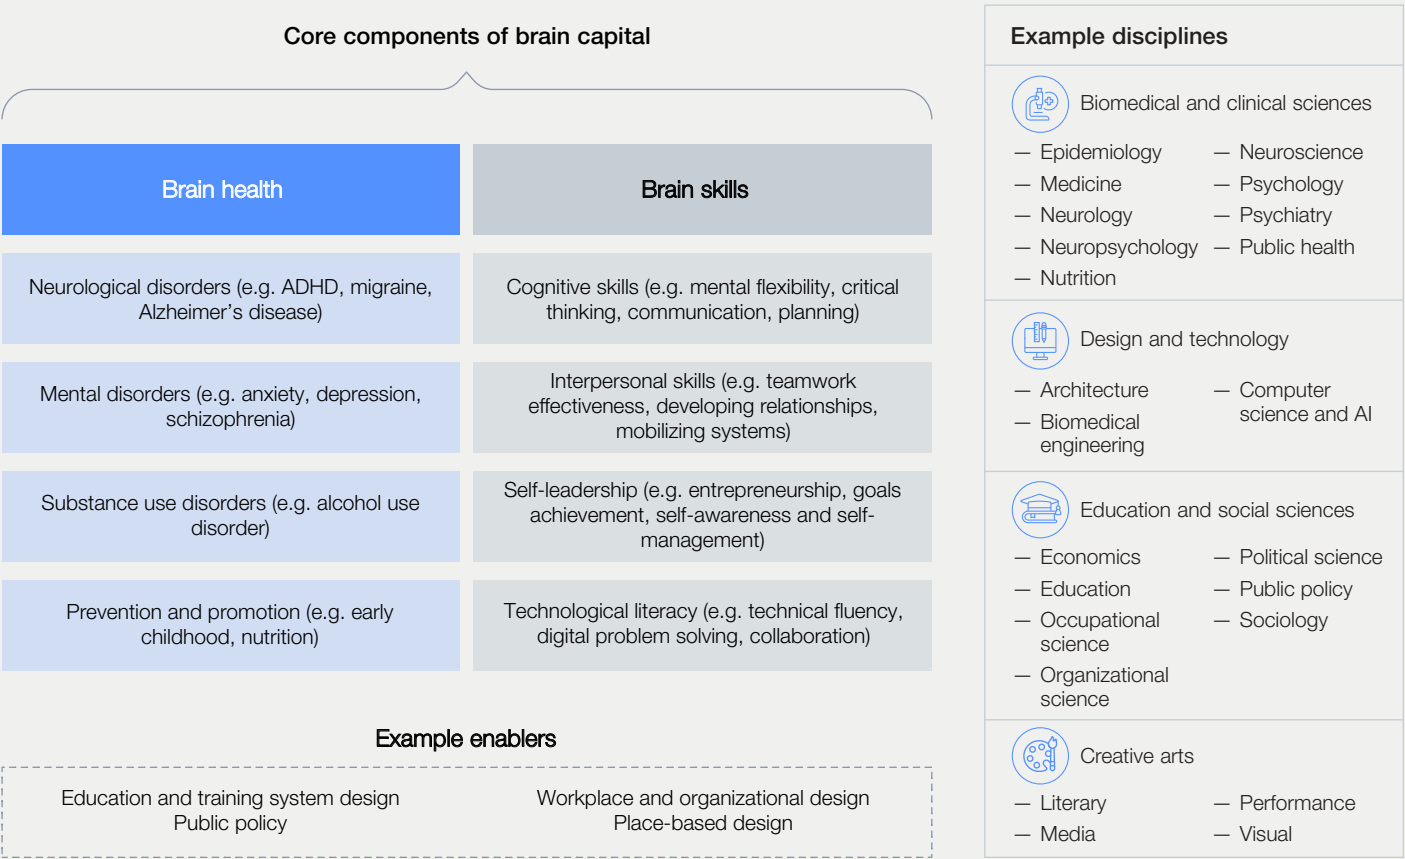 Core components of brain capital
Brain health
Brain skills
Neurological disorders (e.g. ADHD, migraine,
Alzheimer’s disease)
Cognitive skills (e.g. mental flexibility, critical
thinking, communication, planning)
Mental disorders (e.g. anxiety, depression,
schizophrenia)
Interpersonal skills (e.g. teamwork
effectiveness, developing relationships,
mobilizing systems)
Substance use disorders (e.g. alcohol use
disorder)
Self-leadership (e.g. entrepreneurship, goals
achievement, self-awareness and self-
management)
Prevention and promotion (e.g. early
childhood, nutrition)
Technological literacy (e.g. technical fluency,
digital problem solving, collaboration)
Example enablers
Education and training system design
Public policy
Workplace and organizational design
Place-based design
Example disciplines
Biomedical and clinical sciences
— Epidemiology
— Medicine
— Neurology
— Neuropsychology
— Nutrition
— Neuroscience
— Psychology
— Psychiatry
— Public health
Design and technology
— Architecture
— Biomedical
engineering
— Computer
science and AI
Education and social sciences
— Economics
— Education
— Occupational
science
— Organizational
science
— Political science
— Public policy
— Sociology
Creative arts
— Literary
— Media
— Performance
— Visual